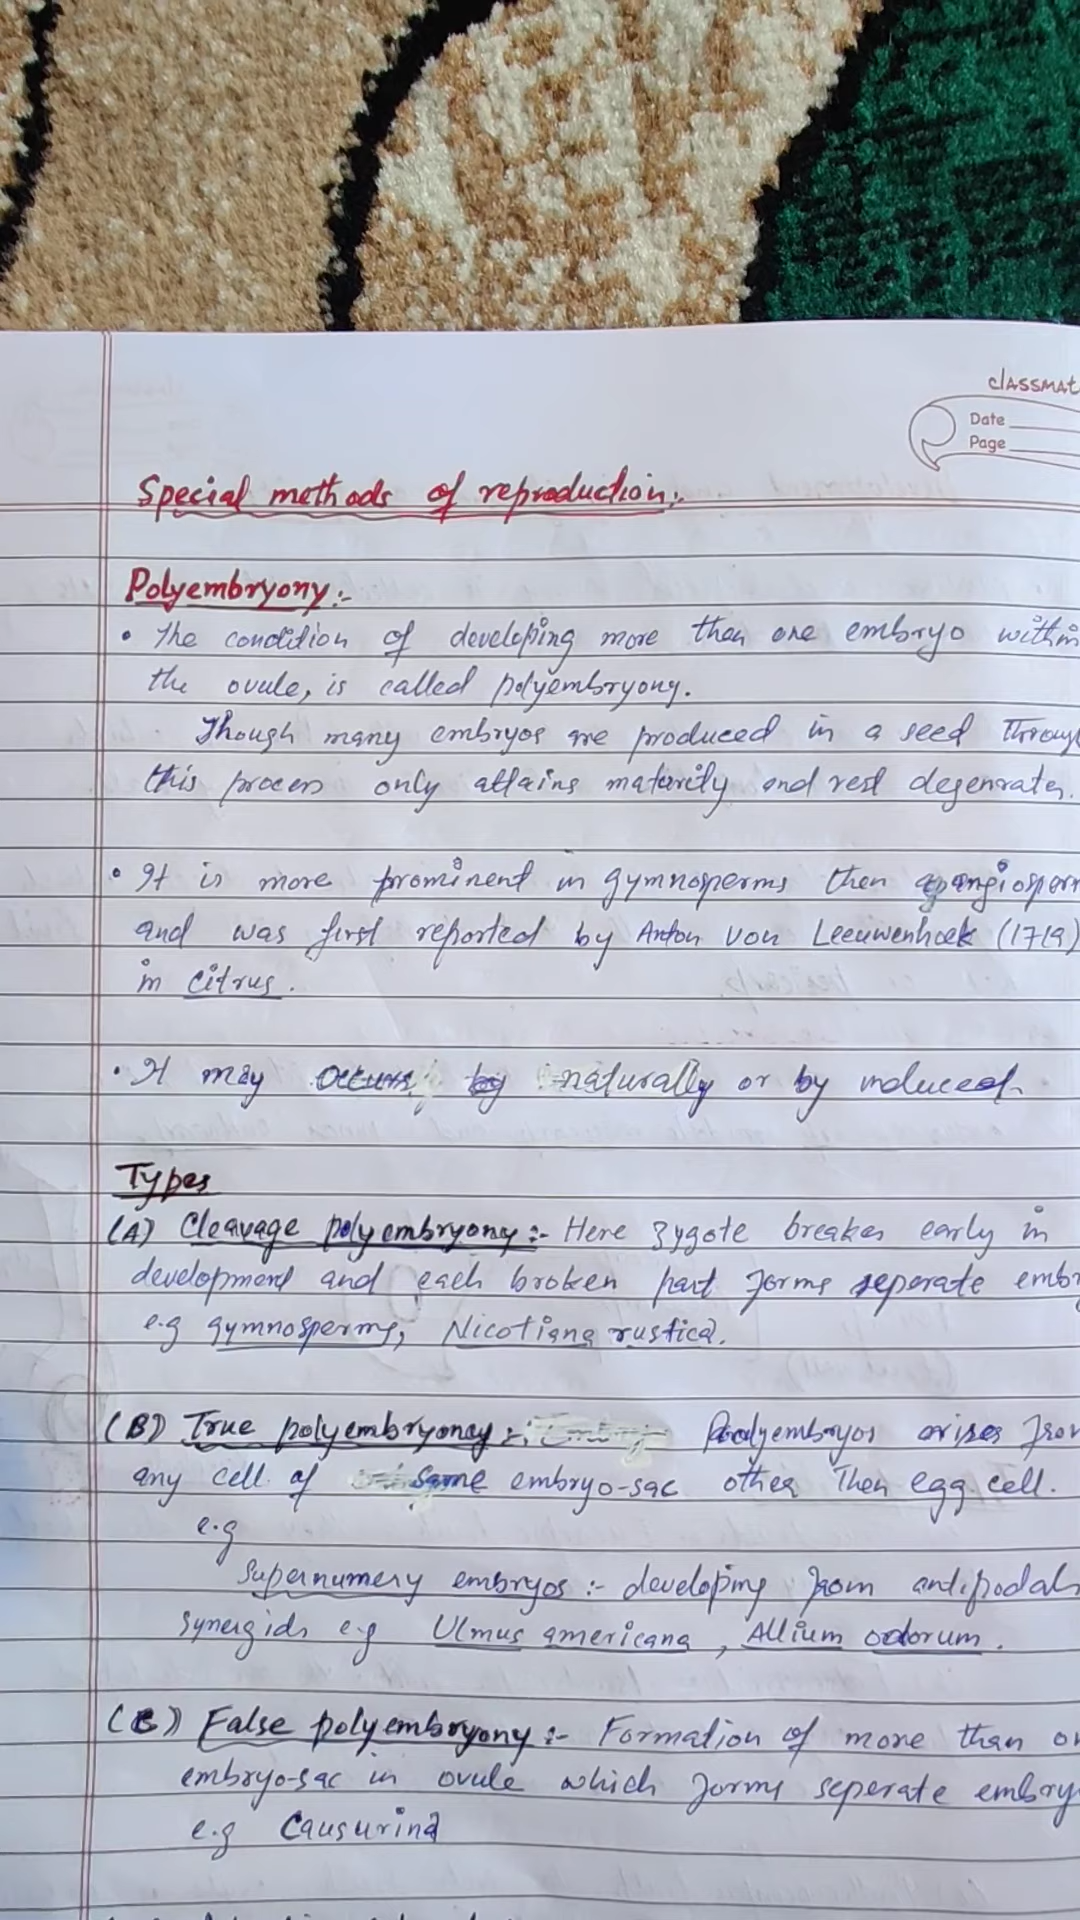 classmat
Date
Page
Special methods of reproduction:
Polyembryony:-
• The condition of developing more than one embryo within
the ovule, is called polyembryony.
Though many embryos are produced in a seed throug
this process only attains maturity and rest degenrates.
• It is more prominent in gymnosperms then angiosperm
and was first reported by Anton von Leeuwenhoek (1719)
in citrus.
• It may naturally or by induced.
Types
(A) Cleavage polyembryony:- Here zygote breakes early in
development and each broken part forms seperate embr
e.g gymnosperms, Nicotiana rustica.
(B) True polyembryoney:- Polyembryos arises from
any cell of same embryo-sac other then egg cell.
e.g
Supernumery embryos:- developing from antipodals
synergids e.g Ulmus americana, Allium odorum.
(C) False polyembryony:- Formation of more than on
embryo-sac in ovule which forms seperate embry
e.g Causurina